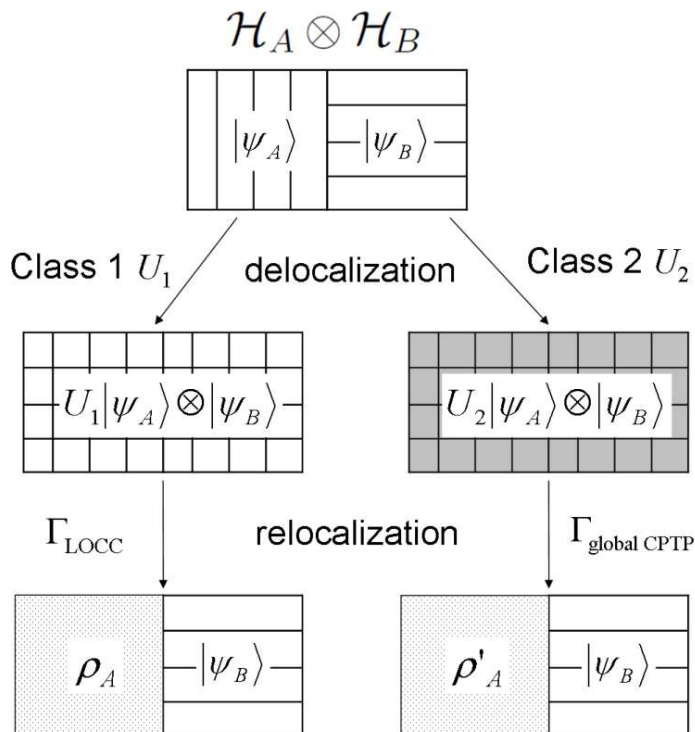 ℋ_A ⊗ ℋ_B
|ψ_A⟩ |ψ_B⟩
Class 1 U_1 delocalization Class 2 U_2
U_1|ψ_A⟩⊗|ψ_B⟩ U_2|ψ_A⟩⊗|ψ_B⟩
Γ_LOCC relocalization Γ_global CPTP
ρ_A |ψ_B⟩ ρ'_A |ψ_B⟩